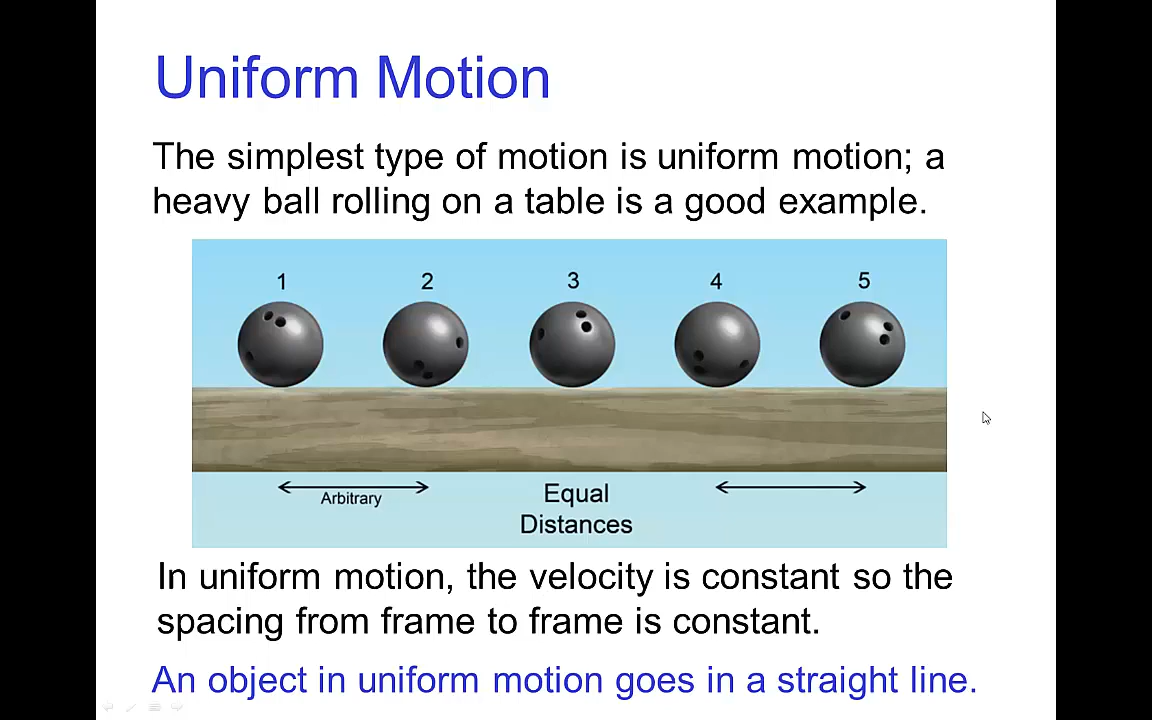 Uniform Motion
The simplest type of motion is uniform motion; a
heavy ball rolling on a table is a good example.
1 2 3 4 5
Arbitrary
Equal
Distances
In uniform motion, the velocity is constant so the
spacing from frame to frame is constant.
An object in uniform motion goes in a straight line.